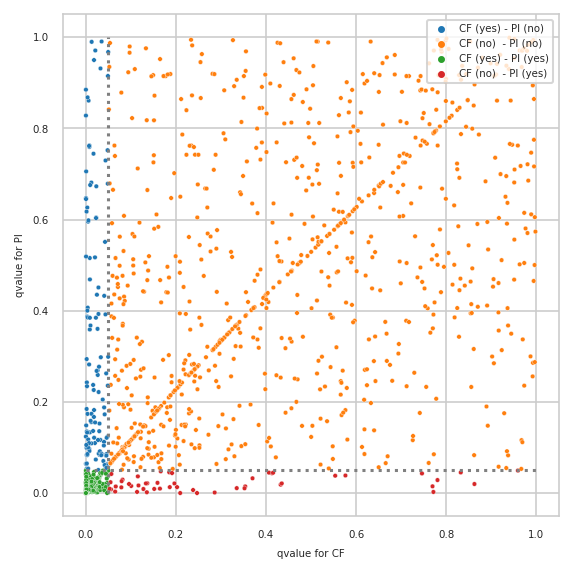 CF (yes) - PI (no)
CF (no) - PI (no)
CF (yes) - PI (yes)
CF (no) - PI (yes)
1.0
0.8
0.6
0.4
0.2
0.0
qvalue for PI
0.0 0.2 0.4 0.6 0.8 1.0
qvalue for CF